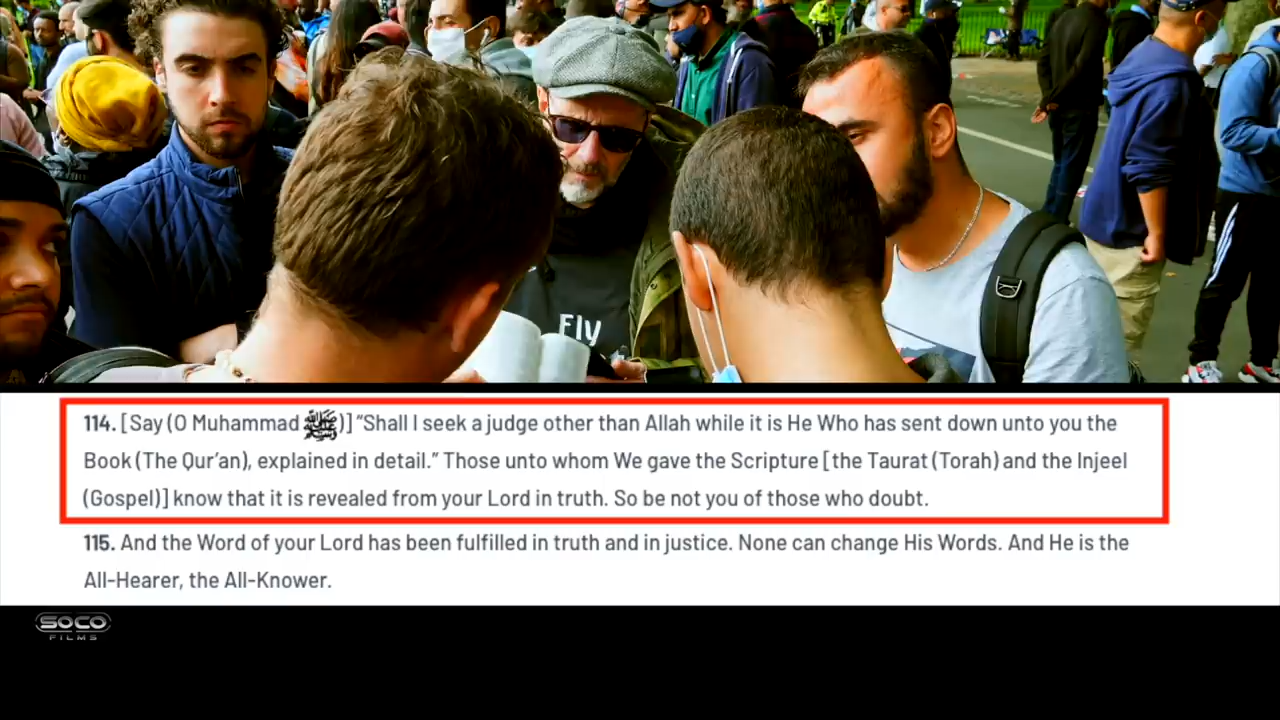 Fly
114. [Say (O Muhammad ﷺ)] “Shall I seek a judge other than Allah while it is He Who has sent down unto you the
Book (The Qur’an), explained in detail.” Those unto whom We gave the Scripture [the Taurat (Torah) and the Injeel
(Gospel)] know that it is revealed from your Lord in truth. So be not you of those who doubt.
115. And the Word of your Lord has been fulfilled in truth and in justice. None can change His Words. And He is the
All-Hearer, the All-Knower.
SOCO
FILMS